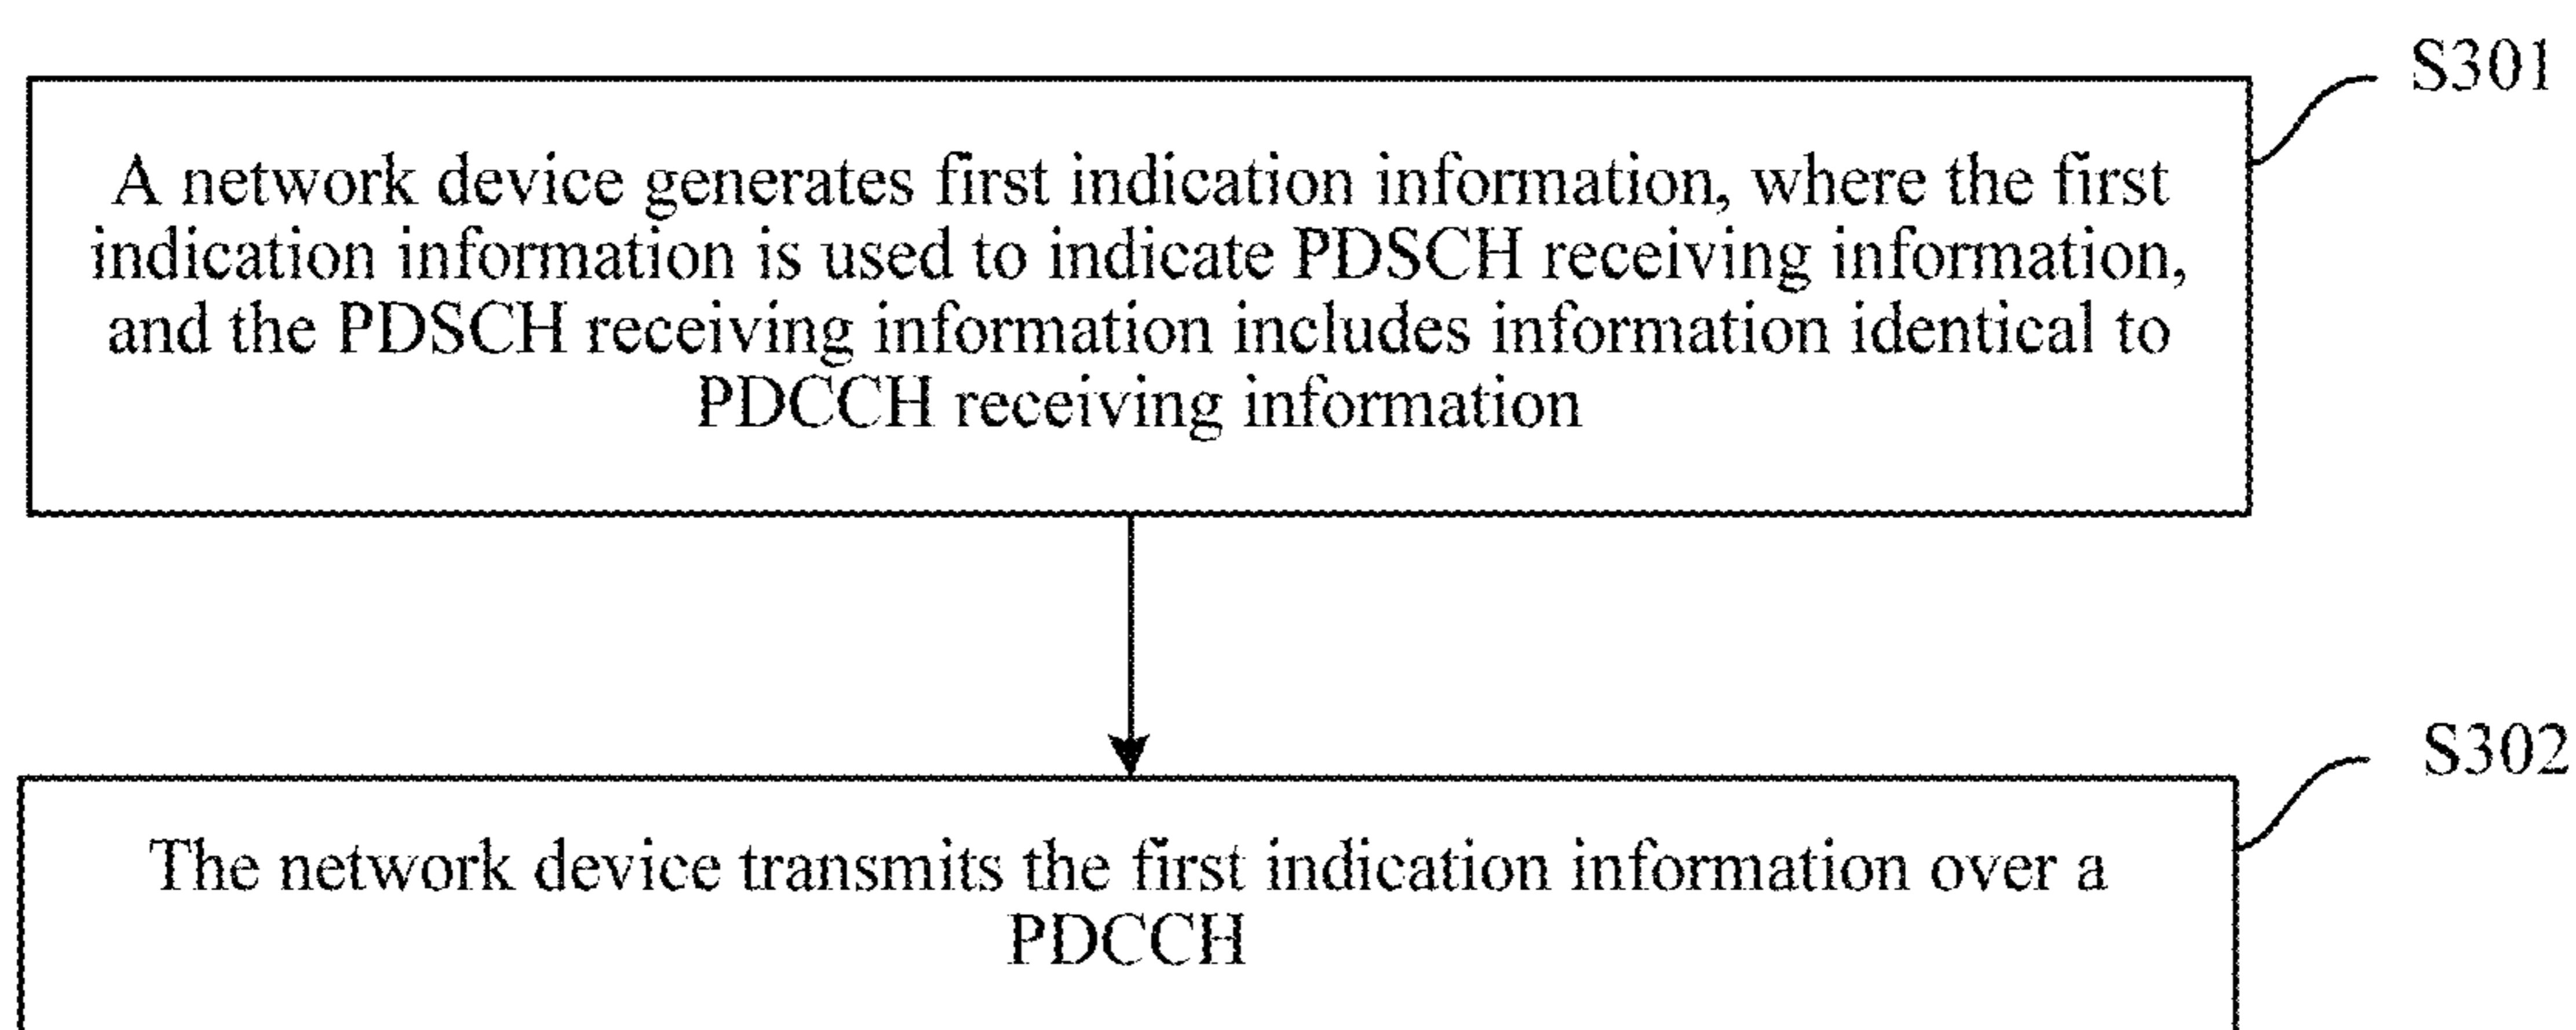 S301
A network device generates first indication information, where the first
indication information is used to indicate PDSCH receiving information,
and the PDSCH receiving information includes information identical to
PDCCH receiving information
S302
The network device transmits the first indication information over a
PDCCH